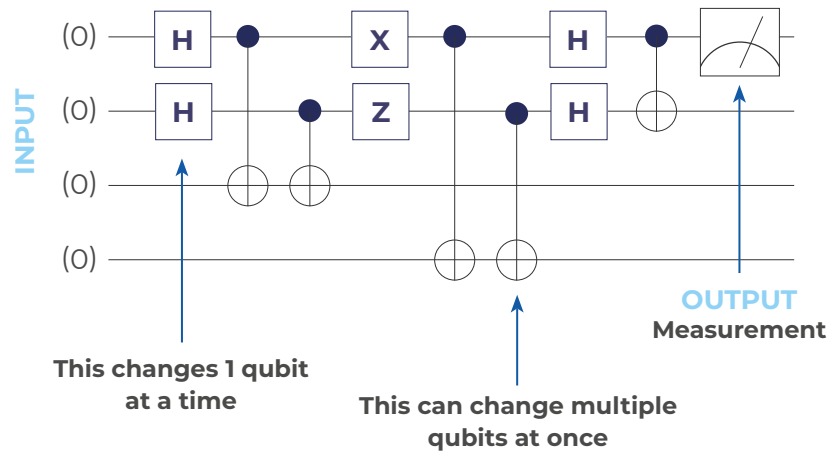 (0) H X H
(0) H Z H
INPUT
(0)
(0)
OUTPUT
Measurement
This changes 1 qubit
at a time
This can change multiple
qubits at once